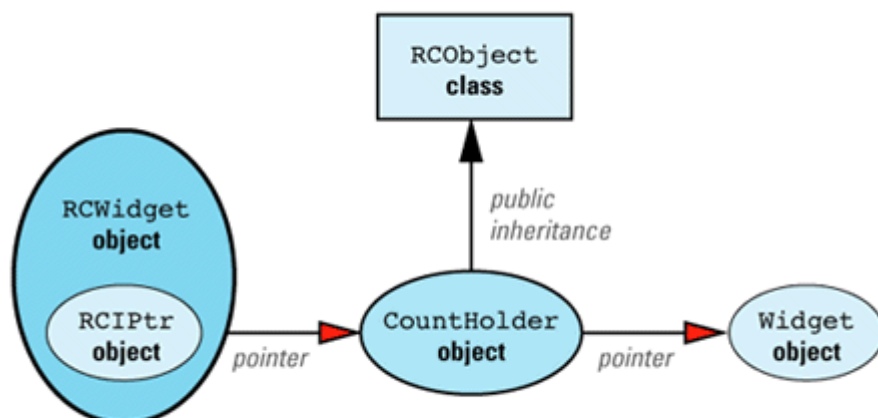 RCObject
class
RCWidget
object
public
inheritance
RCIPtr
object
pointer
CountHolder
object
pointer
Widget
object